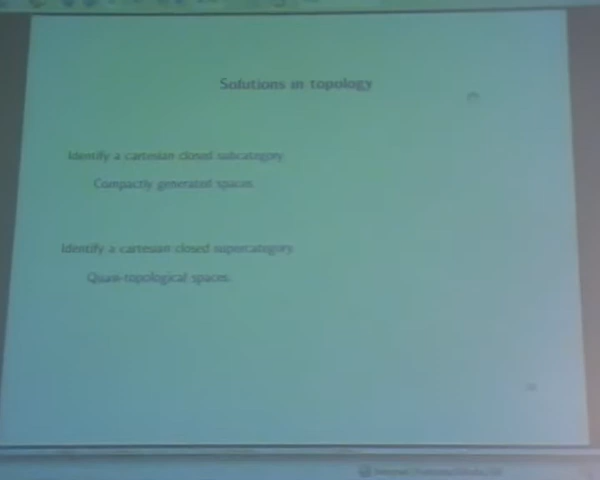 Solutions in topology
Identify a cartesian closed subcategory
Compactly generated spaces.
Identify a cartesian closed supercategory
Quasi-topological spaces.